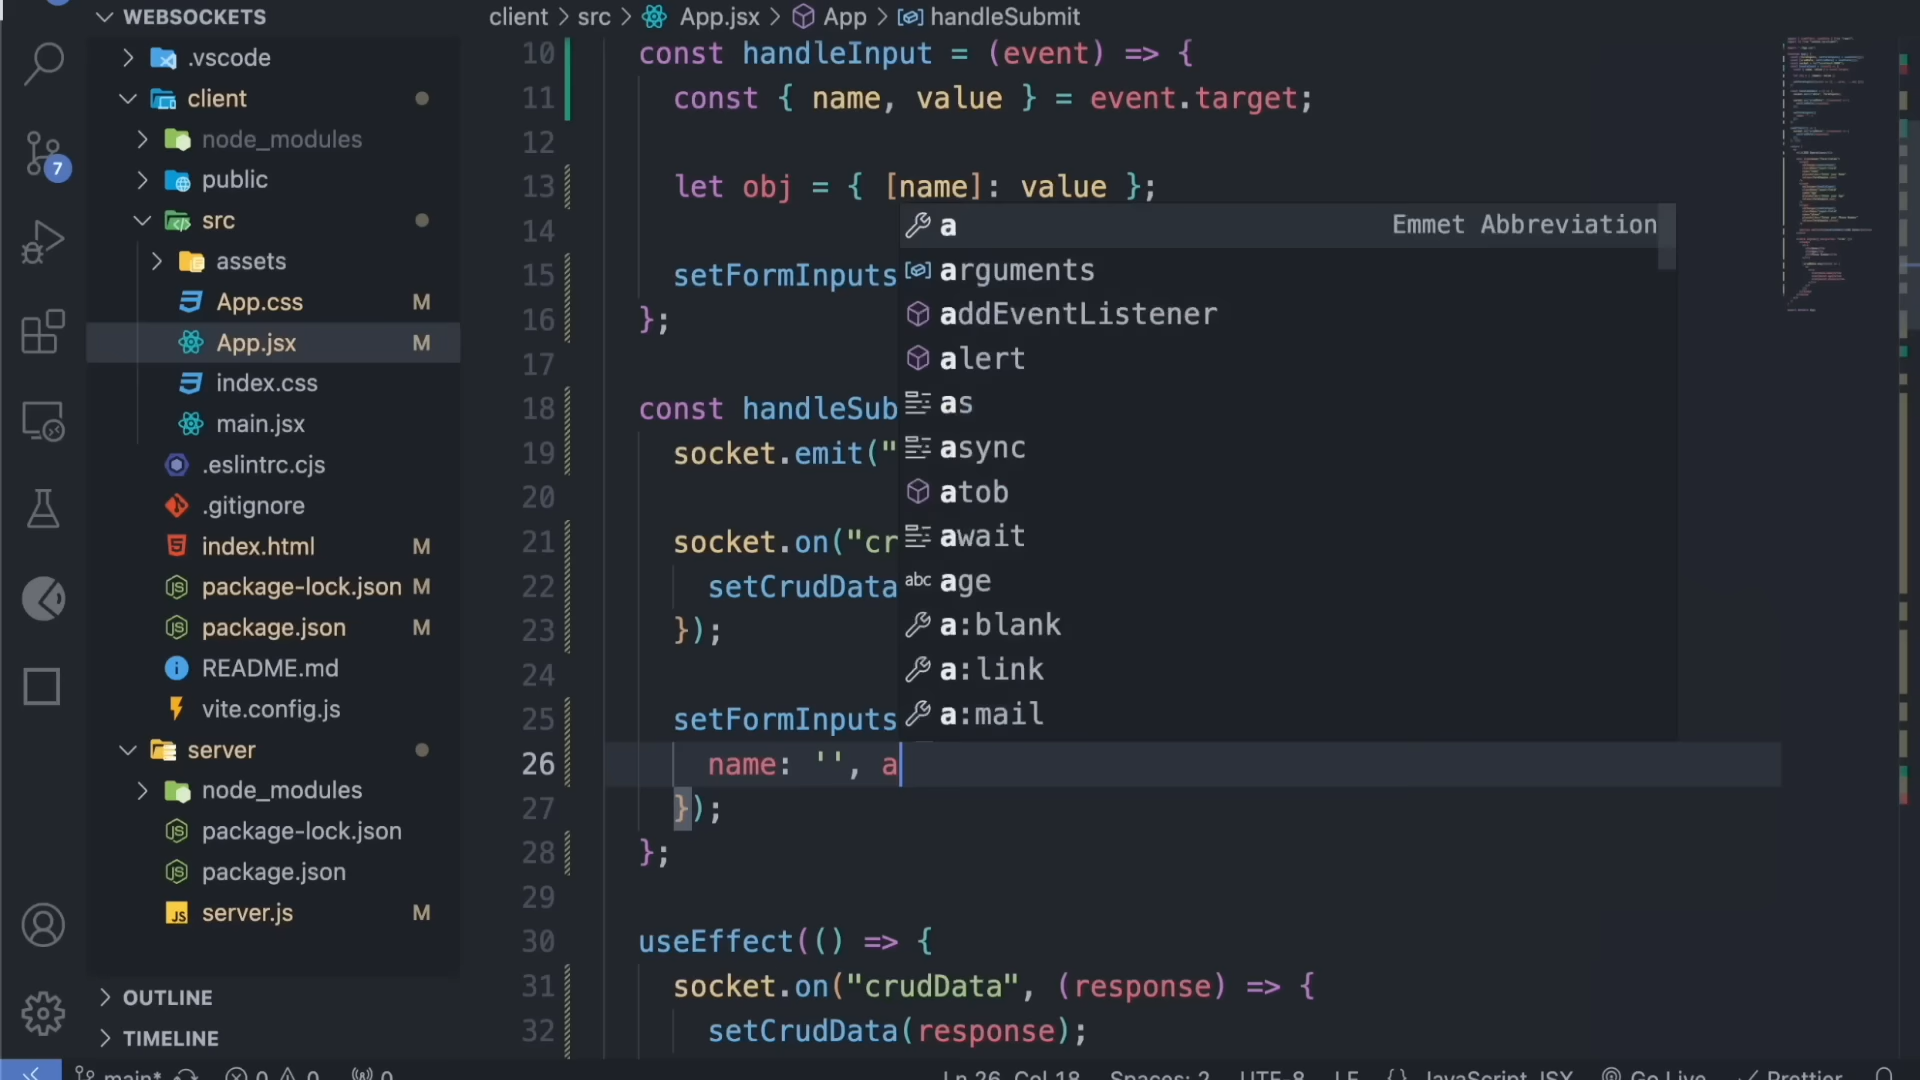 WEBSOCKETS
.vscode
client
node_modules
public
src
assets
App.css M
App.jsx M
index.css
main.jsx
.eslintrc.cjs
.gitignore
index.html M
package-lock.json M
package.json M
README.md
vite.config.js
server
node_modules
package-lock.json
package.json
server.js M
OUTLINE
TIMELINE
7
client > src > App.jsx > App > handleSubmit
10 const handleInput = (event) => {
11 const { name, value } = event.target;
12
13 let obj = { [name]: value };
14
15 setFormInputs
16 };
17
18 const handleSub
19 socket.emit("
20
21 socket.on("cr
22 setCrudData
23 });
24
25 setFormInputs
26 name: '', a
27 });
28 };
29
30 useEffect(() => {
31 socket.on("crudData", (response) => {
32 setCrudData(response);
a Emmet Abbreviation
arguments
addEventListener
alert
as
async
atob
await
abc age
a:blank
a:link
a:mail
main* 0 0 0 Ln 26, Col 18 Spaces: 2 UTF-8 LF {} JavaScript JSX Go Live Prettier